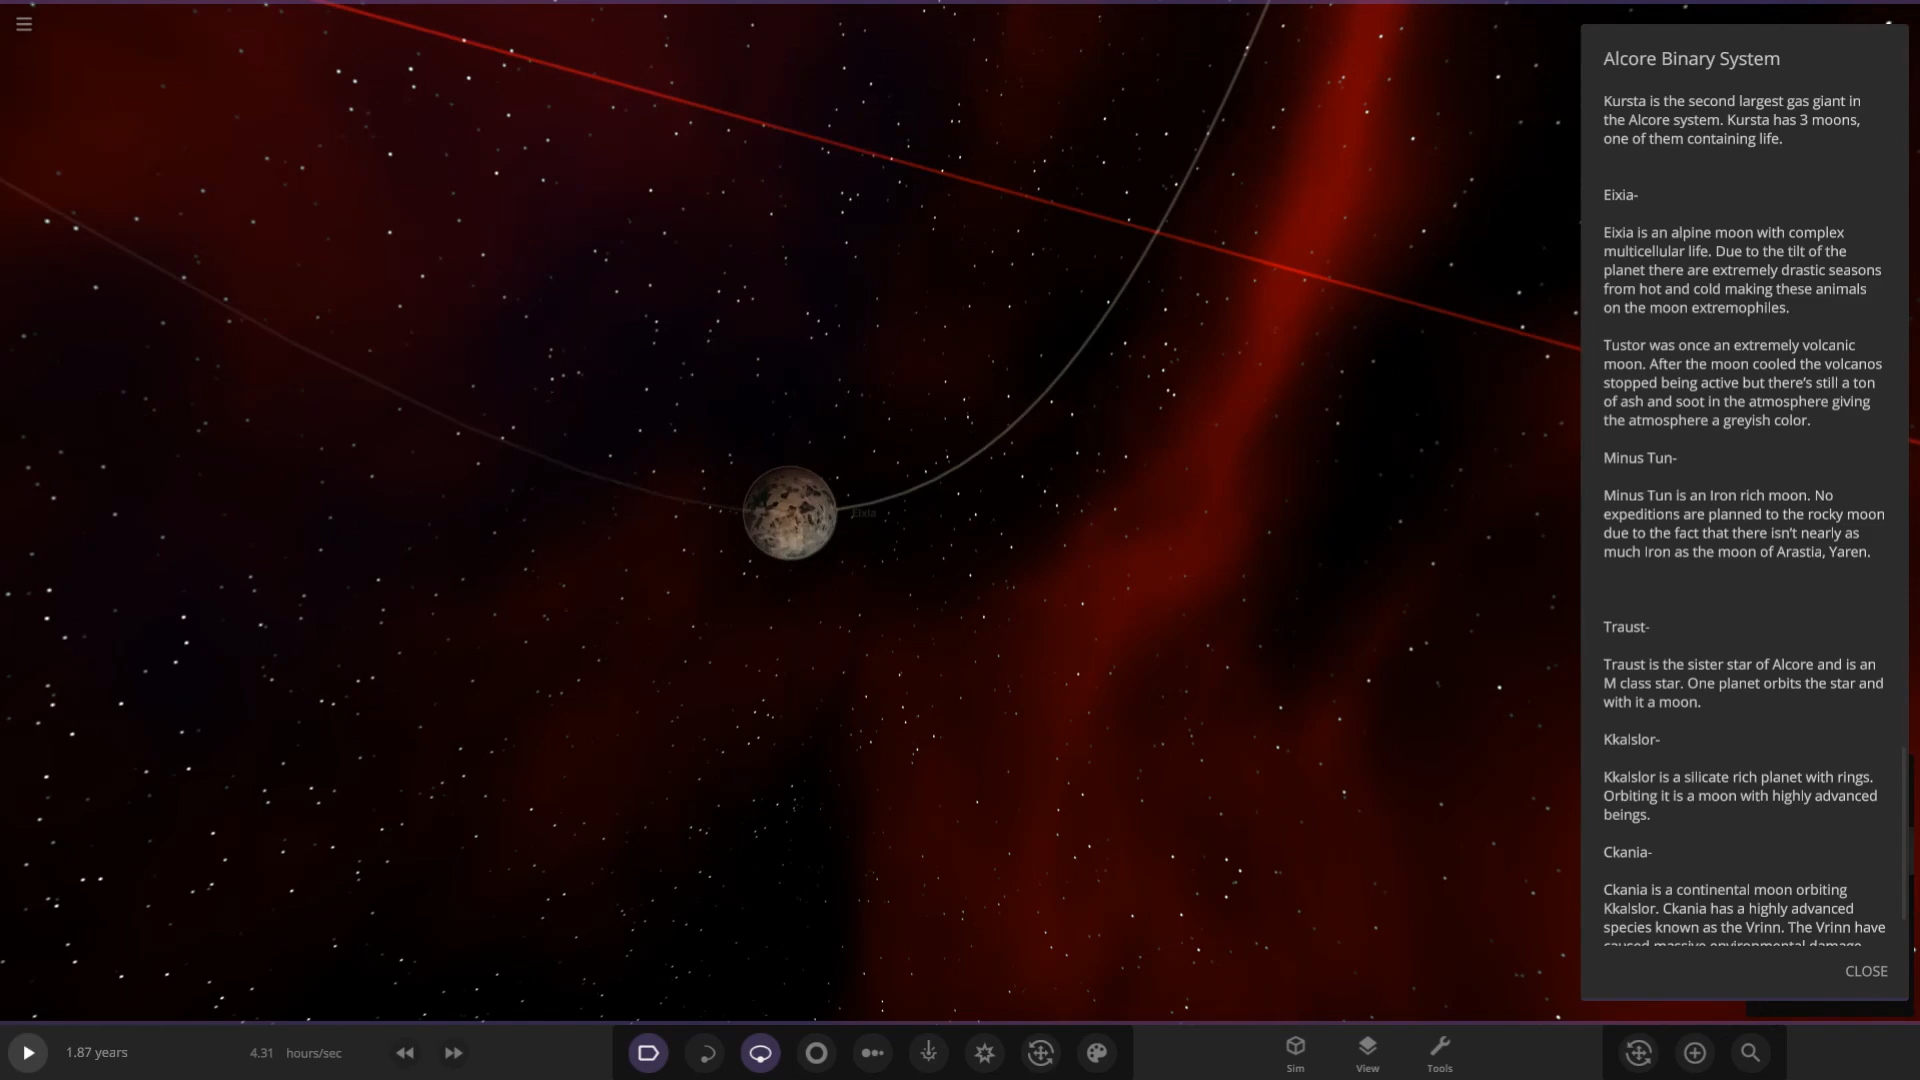 Alcore Binary System
Kursta is the second largest gas giant in
the Alcore system. Kursta has 3 moons,
one of them containing life.
Eixia-
Eixia is an alpine moon with complex
multicellular life. Due to the tilt of the
planet there are extremely drastic seasons
from hot and cold making these animals
on the moon extremophiles.
Tustor was once an extremely volcanic
moon. After the moon cooled the volcanos
stopped being active but there's still a ton
of ash and soot in the atmosphere giving
the atmosphere a greyish color.
Minus Tun-
Minus Tun is an Iron rich moon. No
expeditions are planned to the rocky moon
due to the fact that there isn't nearly as
much Iron as the moon of Arastia, Yaren.
Traust-
Traust is the sister star of Alcore and is an
M class star. One planet orbits the star and
with it a moon.
Kkalslor-
Kkalslor is a silicate rich planet with rings.
Orbiting it is a moon with highly advanced
beings.
Ckania-
Ckania is a continental moon orbiting
Kkalslor. Ckania has a highly advanced
species known as the Vrinn. The Vrinn have
caused massive environmental damage
CLOSE
Eixia
1.87 years
4.31 hours/sec
Sim
View
Tools